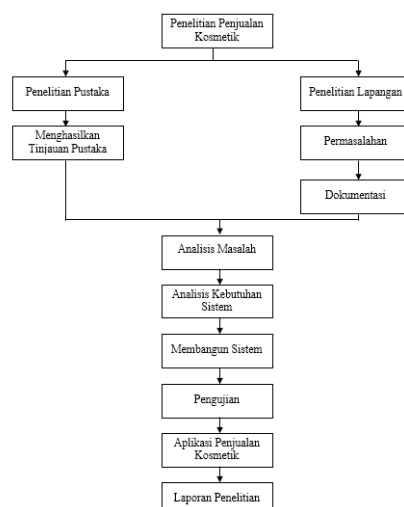 Penelitian Penjualan
Kosmetik
Penelitian Pustaka
Penelitian Lapangan
Menghasilkan
Tinjauan Pustaka
Permasalahan
Dokumentasi
Analisis Masalah
Analisis Kebutuhan
Sistem
Membangun Sistem
Pengujian
Aplikasi Penjualan
Kosmetik
Laporan Penelitian